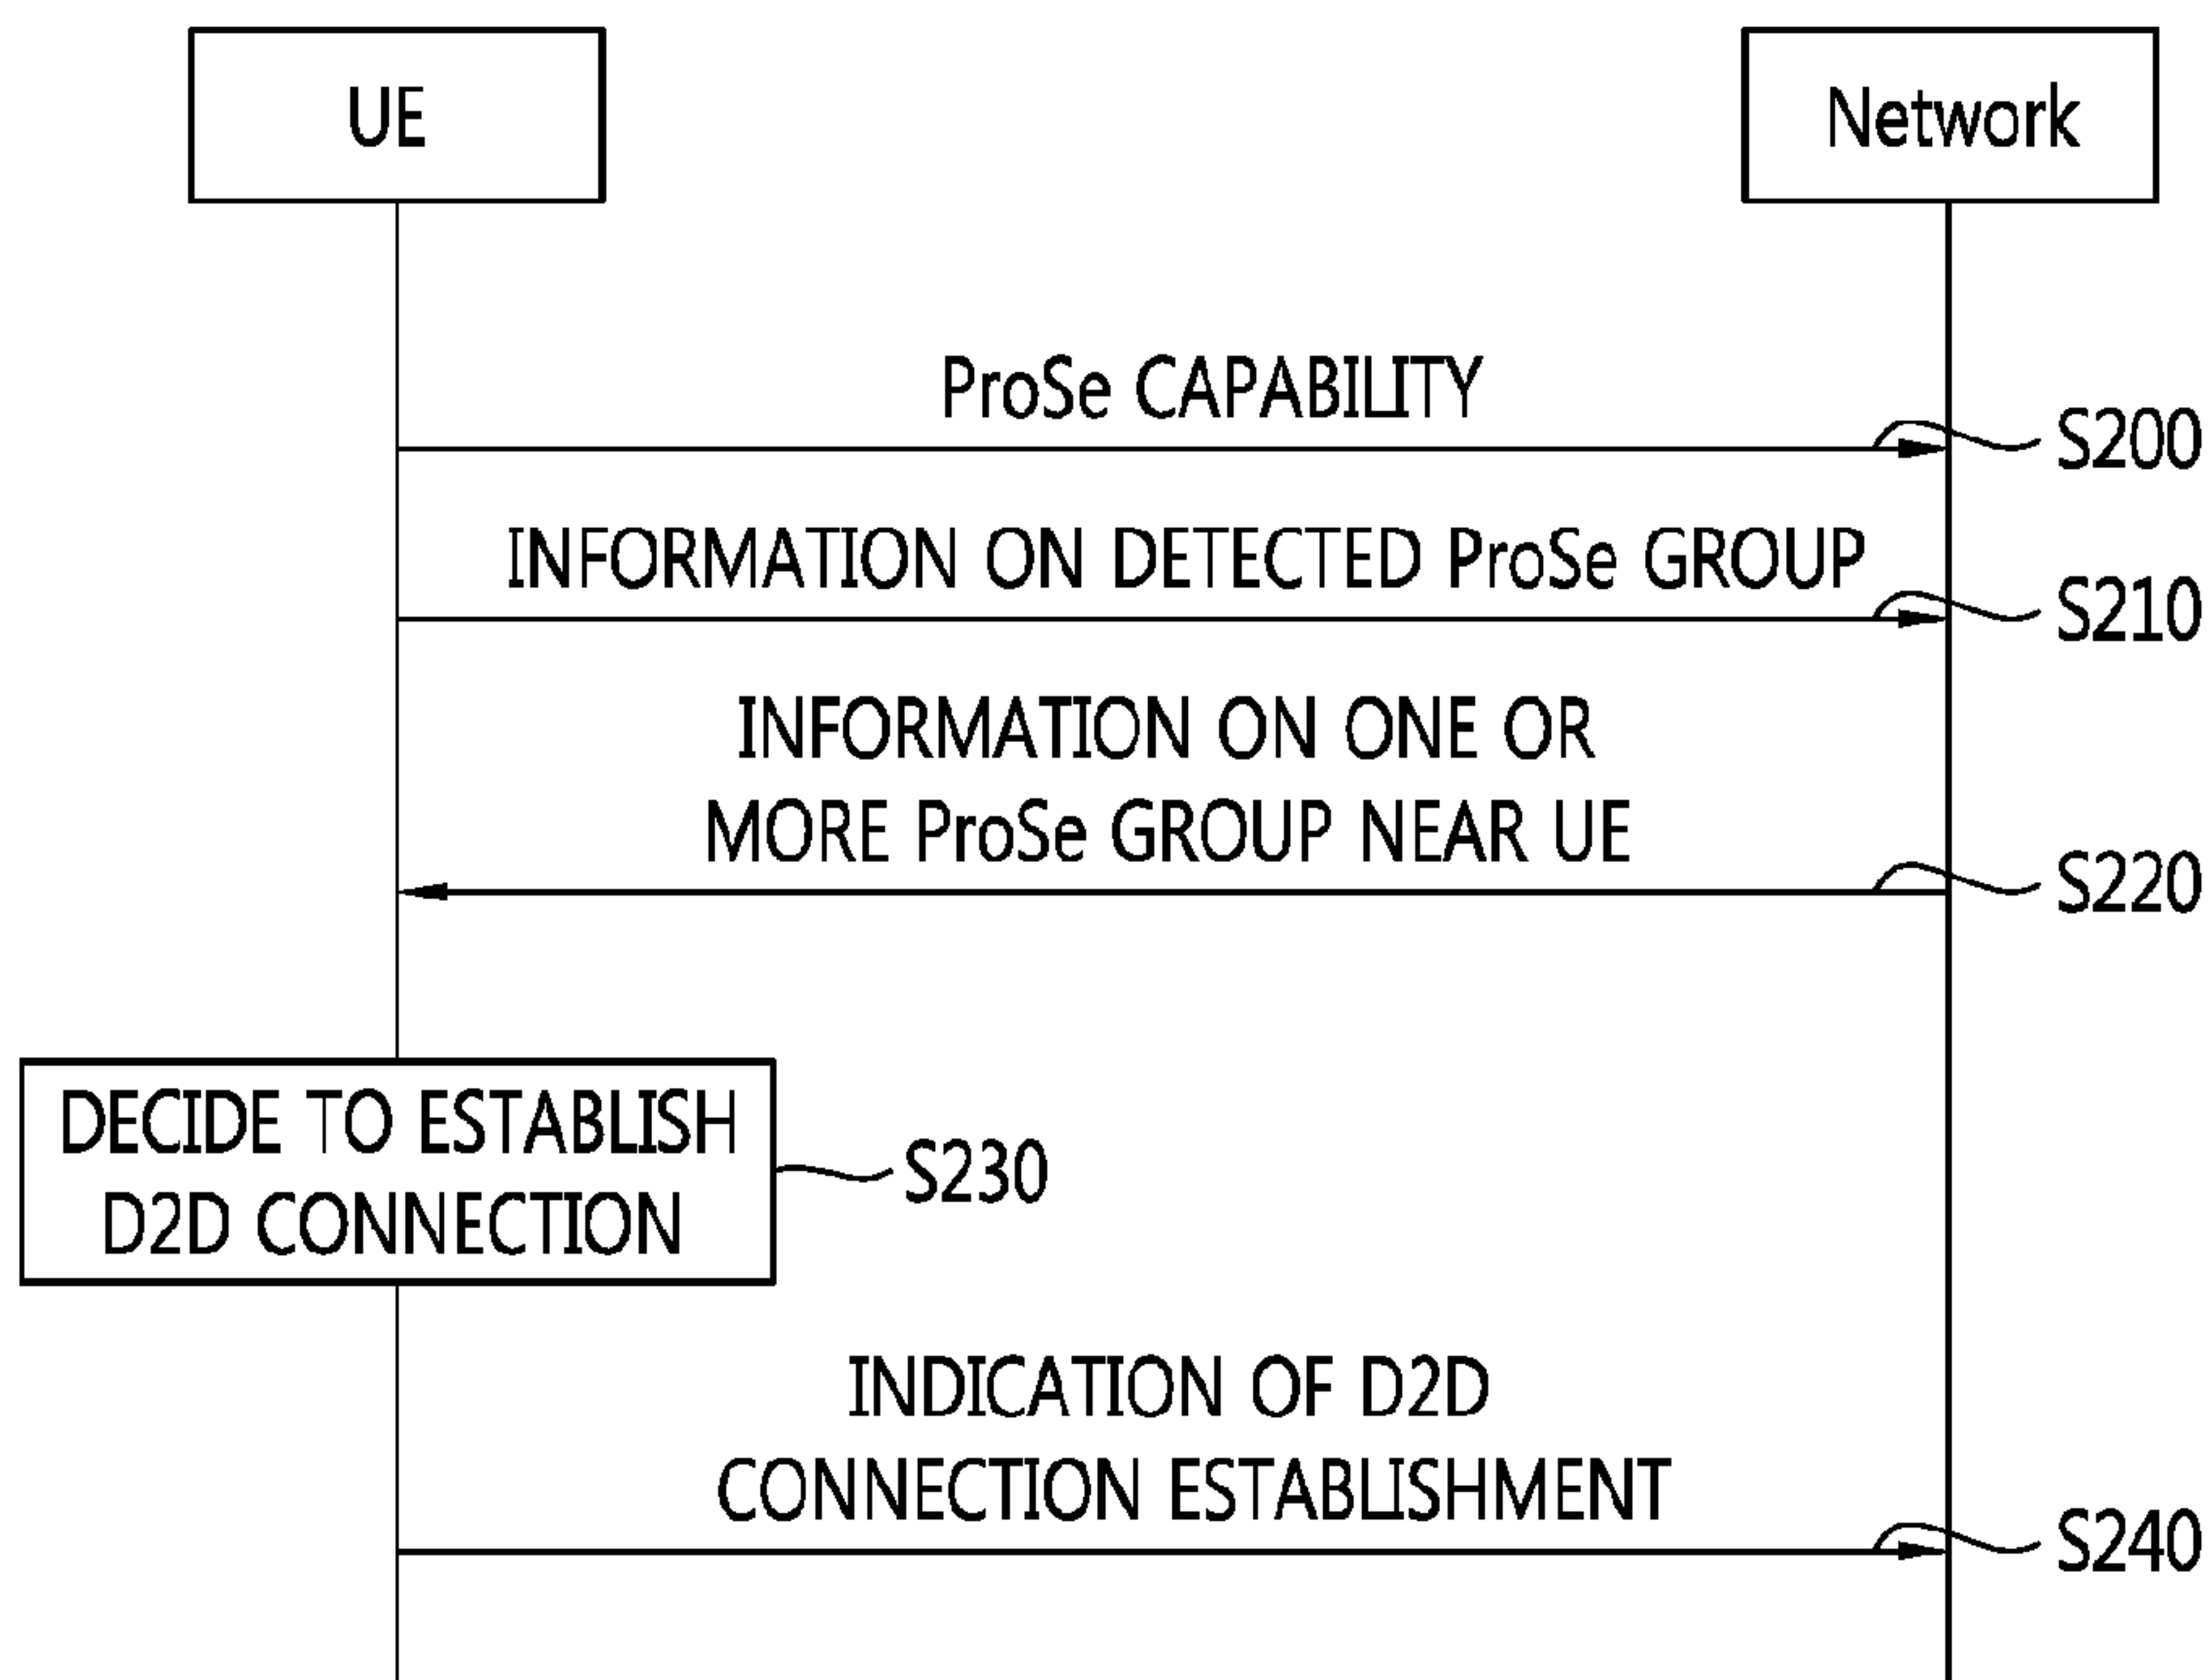 UE
Network
ProSe CAPABILITY
S200
INFORMATION ON DETECTED ProSe GROUP
S210
INFORMATION ON ONE OR
MORE ProSe GROUP NEAR UE
S220
DECIDE TO ESTABLISH
D2D CONNECTION
S230
INDICATION OF D2D
CONNECTION ESTABLISHMENT
S240